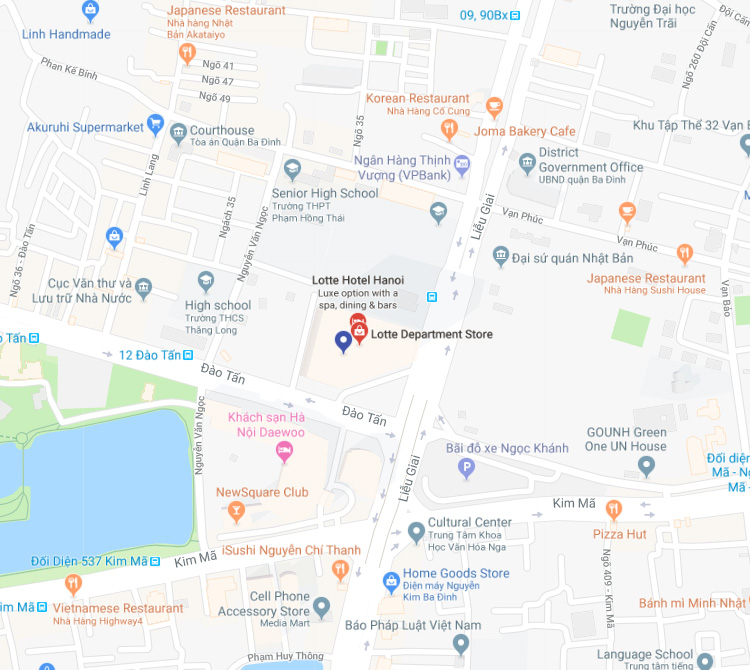 Linh Handmade
Japanese Restaurant
Nhà hàng Nhật
Bản Akataiyo
09, 90Bx
Trường Đại học
Nguyễn Trãi
Ngõ 260 Đội Cấn
Phan Kế Bính
Ngõ 41
Ngõ 47
Ngõ 49
Ngõ 35
Korean Restaurant
Nhà Hàng Cố Cung
Joma Bakery Cafe
Khu Tập Thể 32 Vạn B
Akuruhi Supermarket
Courthouse
Tòa án Quận Ba Đình
Ngân Hàng Thịnh
Vượng (VPBank)
District
Government Office
UBND quận Ba Đình
Linh Lang
Ngách 35
Nguyễn Văn Ngọc
Senior High School
Trường THPT
Phạm Hồng Thái
Liễu Giai
Vạn Phúc
Vạn Phúc
Ngõ 36 - Đào Tấn
Đại sứ quán Nhật Bản
Japanese Restaurant
Nhà Hàng Sushi House
Vạn Bảo
Cục Văn thư và
Lưu trữ Nhà Nước
High school
Trường THCS
Thăng Long
Lotte Hotel Hanoi
Luxe option with a
spa, dining & bars
Lotte Department Store
o Tấn
12 Đào Tấn
Đào Tấn
Đào Tấn
Nguyễn Văn Ngọc
Khách sạn Hà
Nội Daewoo
Liễu Giai
Bãi đỗ xe Ngọc Khánh
GOUNH Green
One UN House
Đối diện
Mã - Ng
Mã -
NewSquare Club
Kim Mã
Pizza Hut
Cultural Center
Trung Tâm Khoa
Học Văn Hóa Nga
Đối Diện 537 Kim Mã
Kim Mã
iSushi Nguyễn Chí Thanh
Home Goods Store
Điện máy Nguyễn
Kim Ba Đình
Ngõ 409 - Kim Mã
im Mã
Vietnamese Restaurant
Nhà Hàng Highway4
Cell Phone
Accessory Store
Media Mart
Báo Pháp Luật Việt Nam
Bánh mì Minh Nhật
Phạm Huy Thông
Language School
Trung tâm tiếng